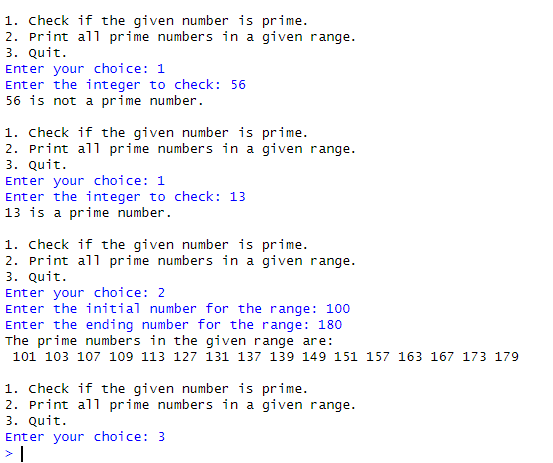 1. Check if the given number is prime.
2. Print all prime numbers in a given range.
3. Quit.
Enter your choice: 1
Enter the integer to check: 56
56 is not a prime number.
1. Check if the given number is prime.
2. Print all prime numbers in a given range.
3. Quit.
Enter your choice: 1
Enter the integer to check: 13
13 is a prime number.
1. Check if the given number is prime.
2. Print all prime numbers in a given range.
3. Quit.
Enter your choice: 2
Enter the initial number for the range: 100
Enter the ending number for the range: 180
The prime numbers in the given range are:
101 103 107 109 113 127 131 137 139 149 151 157 163 167 173 179
1. Check if the given number is prime.
2. Print all prime numbers in a given range.
3. Quit.
Enter your choice: 3
>